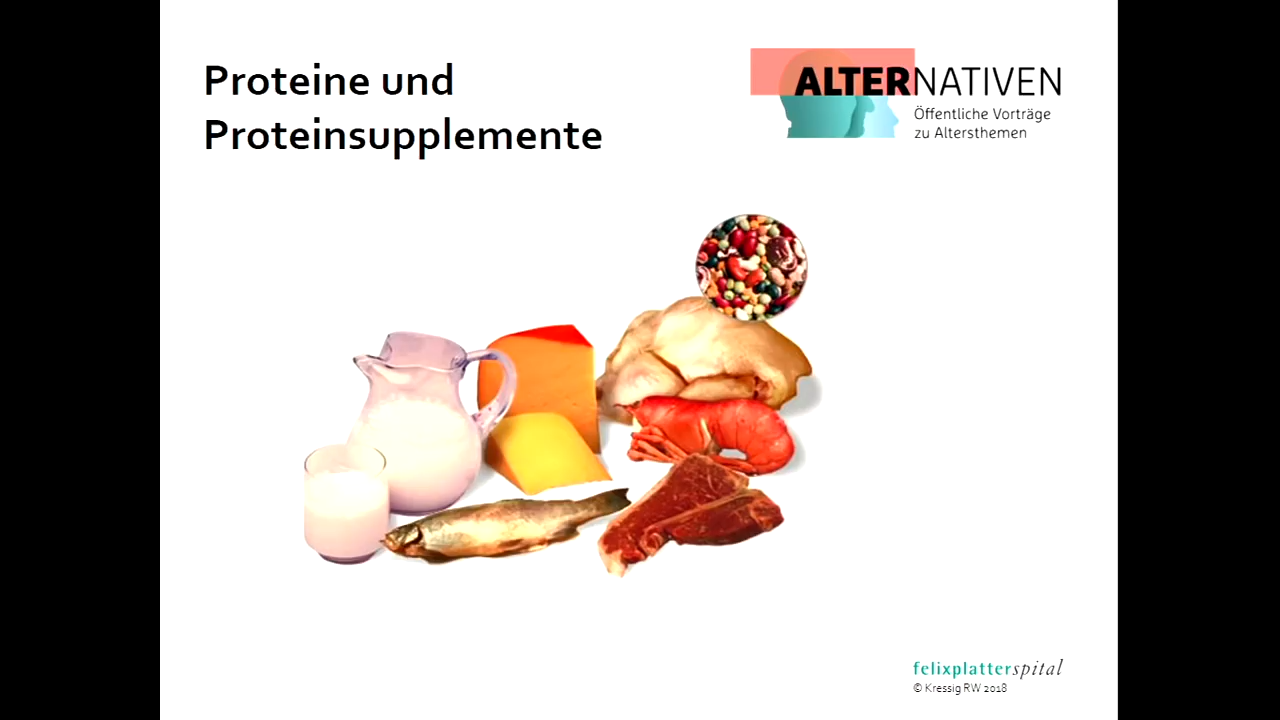 Proteine und
Proteinsupplemente
ALTERNATIVEN
Öffentliche Vorträge
zu Altersthemen
felixplatterspital
© Kressig RW 2018